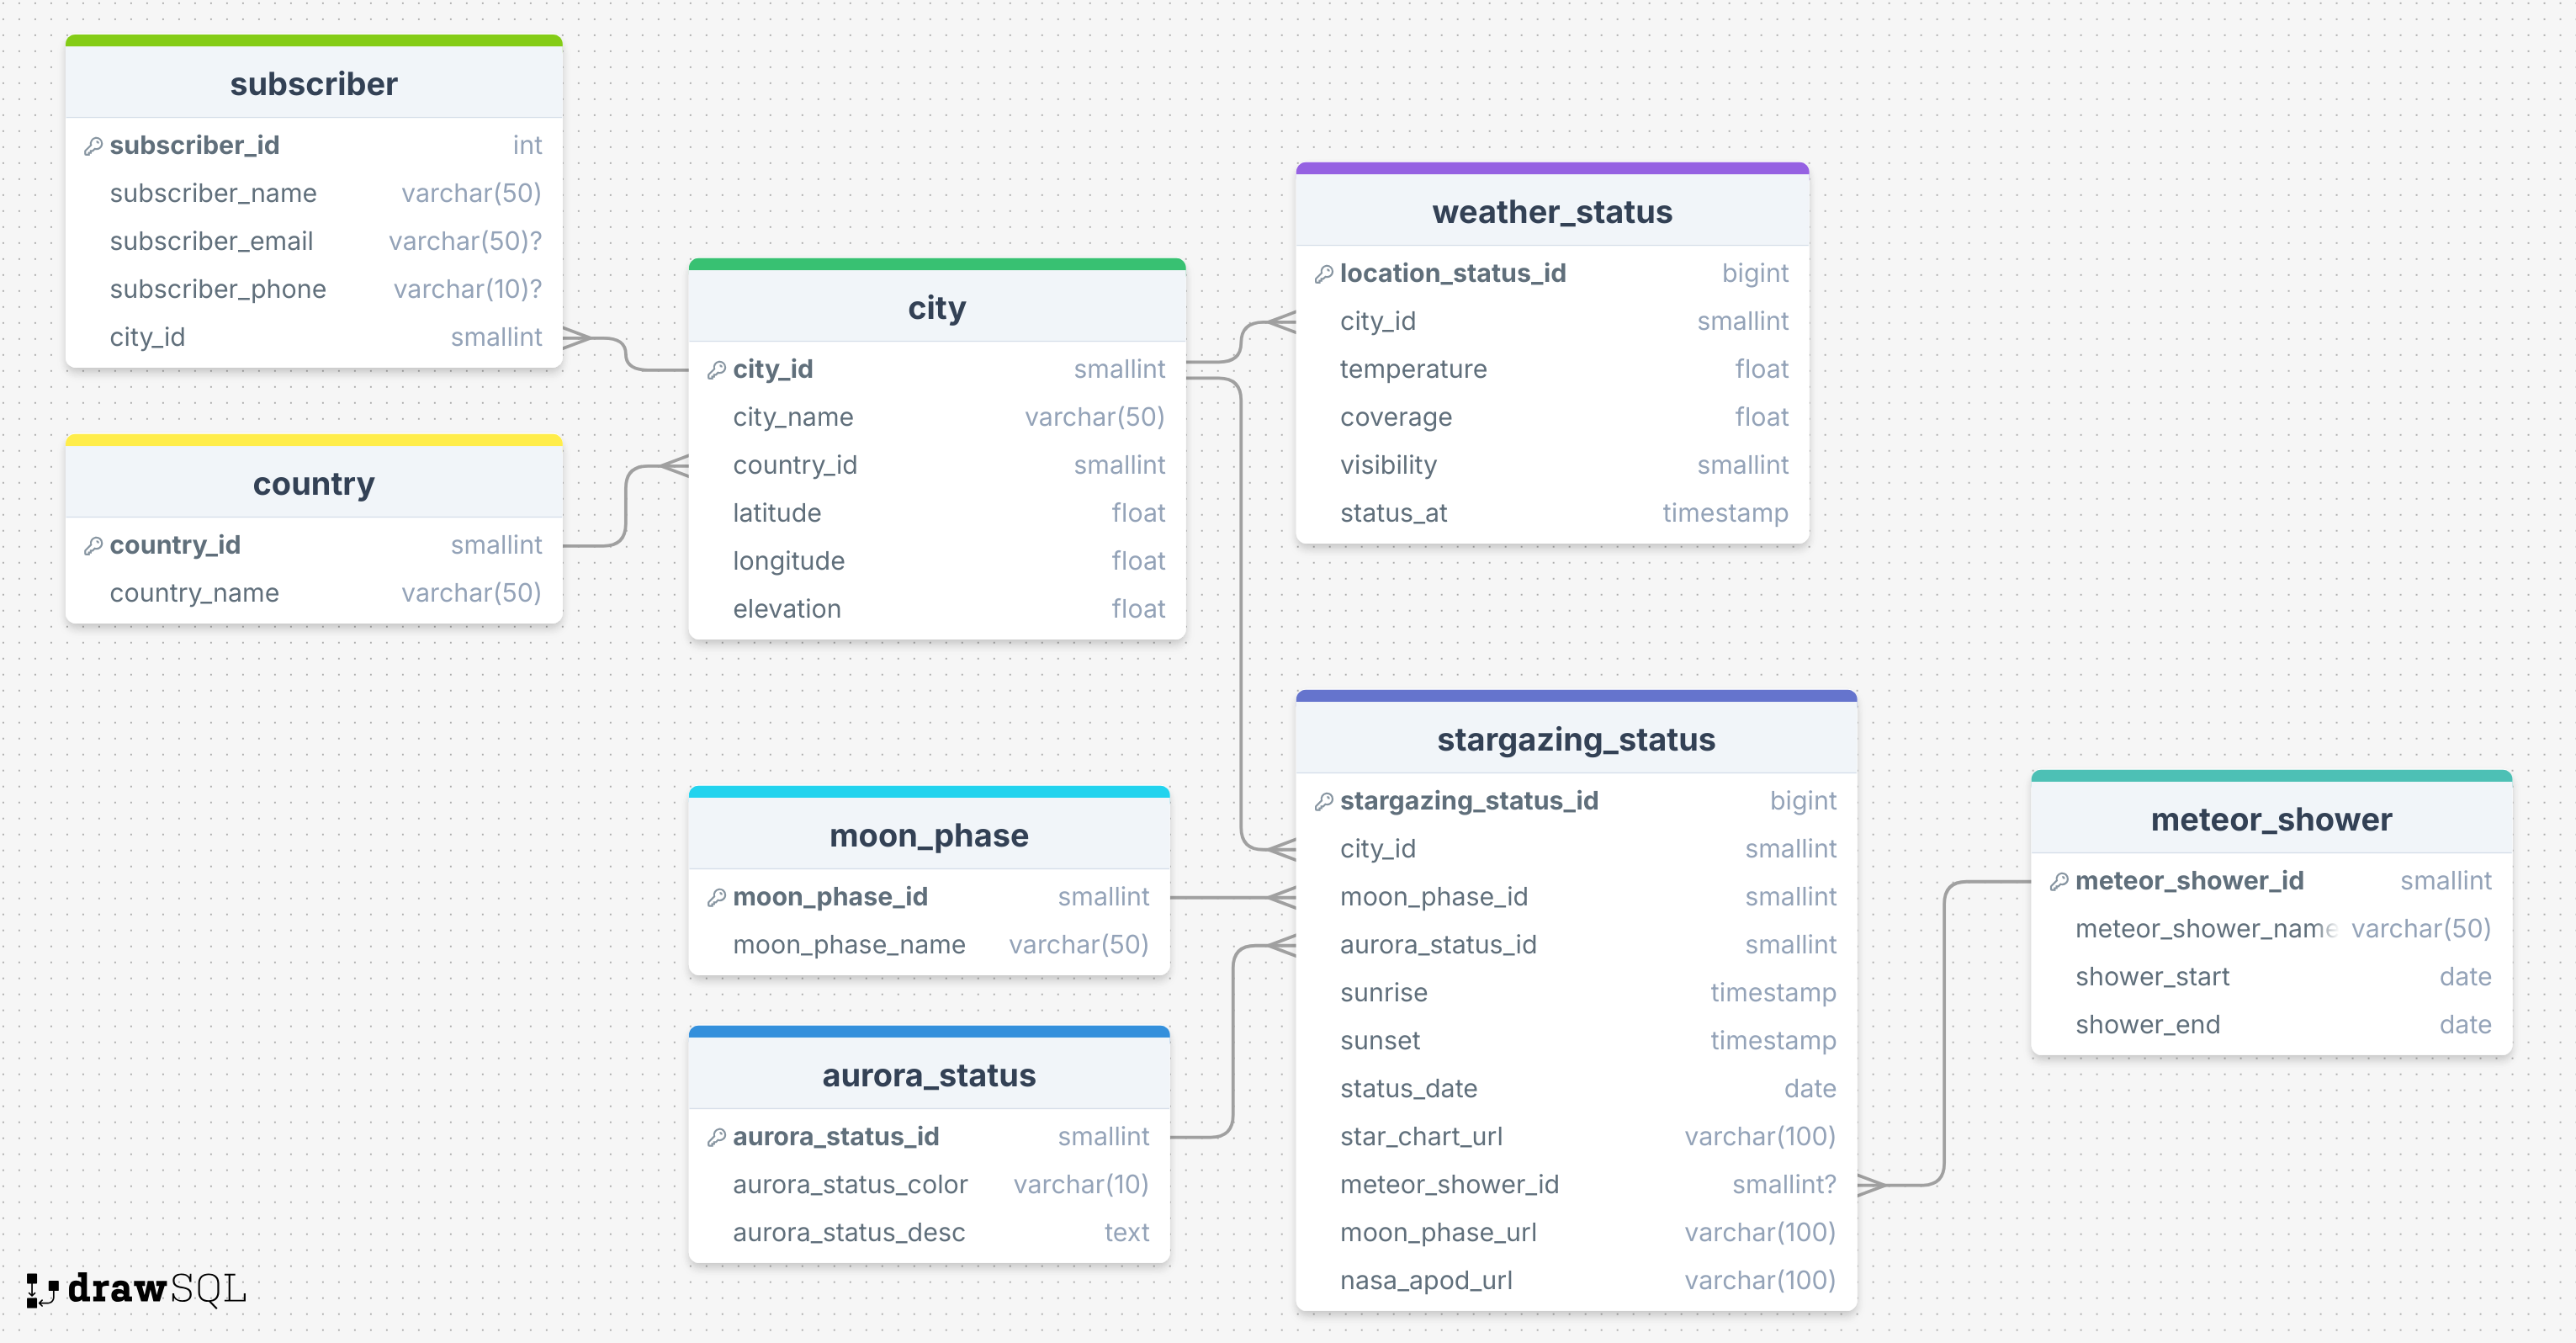 subscriber
subscriber_id int
subscriber_name varchar(50)
subscriber_email varchar(50)?
subscriber_phone varchar(10)?
city_id smallint
country
country_id smallint
country_name varchar(50)
city
city_id smallint
city_name varchar(50)
country_id smallint
latitude float
longitude float
elevation float
weather_status
location_status_id bigint
city_id smallint
temperature float
coverage float
visibility smallint
status_at timestamp
moon_phase
moon_phase_id smallint
moon_phase_name varchar(50)
aurora_status
aurora_status_id smallint
aurora_status_color varchar(10)
aurora_status_desc text
stargazing_status
stargazing_status_id bigint
city_id smallint
moon_phase_id smallint
aurora_status_id smallint
sunrise timestamp
sunset timestamp
status_date date
star_chart_url varchar(100)
meteor_shower_id smallint?
moon_phase_url varchar(100)
nasa_apod_url varchar(100)
meteor_shower
meteor_shower_id smallint
meteor_shower_name varchar(50)
shower_start date
shower_end date
drawSQL